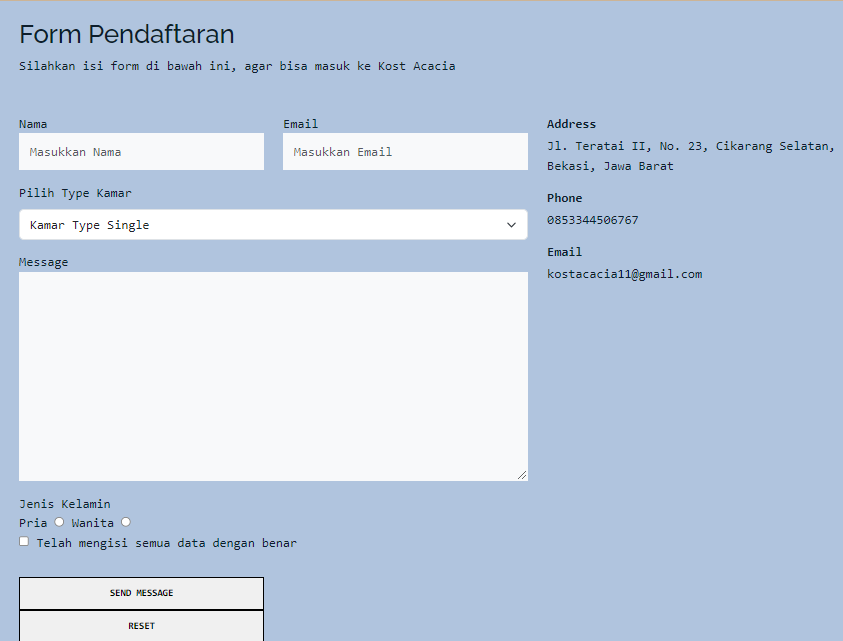 Form Pendaftaran
Silahkan isi form di bawah ini, agar bisa masuk ke Kost Acacia
Nama
Masukkan Nama
Email
Masukkan Email
Pilih Type Kamar
Kamar Type Single
Message
Jenis Kelamin
Pria Wanita
Telah mengisi semua data dengan benar
SEND MESSAGE
RESET
Address
Jl. Teratai II, No. 23, Cikarang Selatan,
Bekasi, Jawa Barat
Phone
0853344506767
Email
kostacacia11@gmail.com